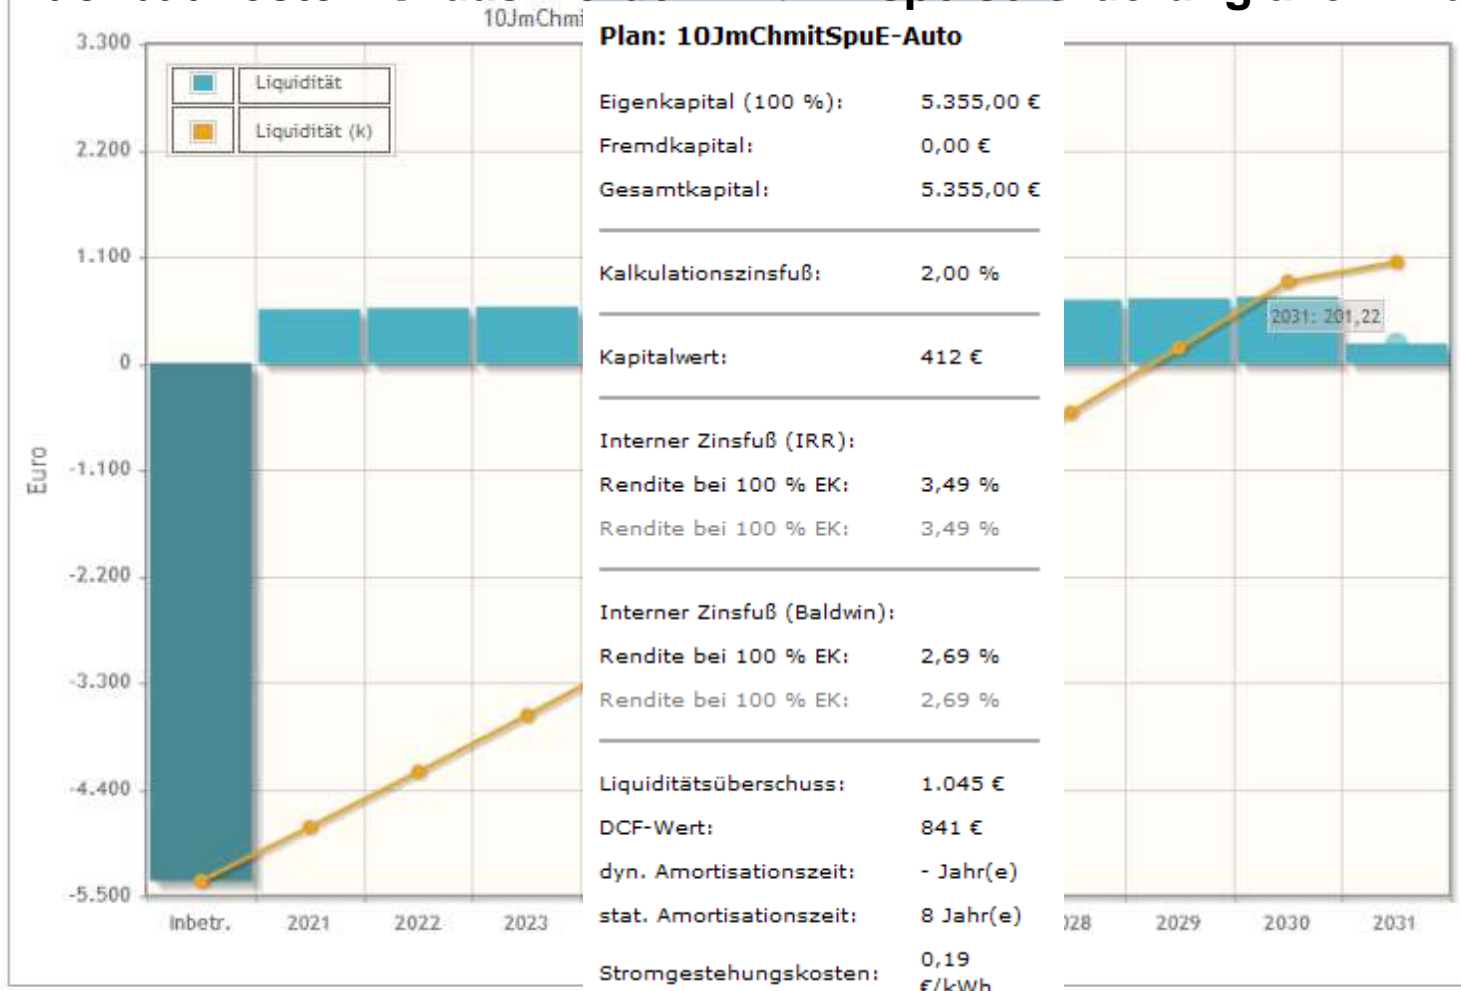 10JmChmi
3.300
2.200
1.100
0
-1.100
-2.200
-3.300
-4.400
-5.500
Euro
Liquidität
Liquidität (k)
Inbetr. 2021 2022 2023
Plan: 10JmChmitSpuE-Auto
Eigenkapital (100 %): 5.355,00 €
Fremdkapital: 0,00 €
Gesamtkapital: 5.355,00 €
Kalkulationszinsfuß: 2,00 %
Kapitalwert: 412 €
Interner Zinsfuß (IRR):
Rendite bei 100 % EK: 3,49 %
Rendite bei 100 % EK: 3,49 %
Interner Zinsfuß (Baldwin):
Rendite bei 100 % EK: 2,69 %
Rendite bei 100 % EK: 2,69 %
Liquiditätsüberschuss: 1.045 €
DCF-Wert: 841 €
dyn. Amortisationszeit: - Jahr(e)
stat. Amortisationszeit: 8 Jahr(e)
Stromgestehungskosten: 0,19
€/kWh
2031: 201,22
028 2029 2030 2031